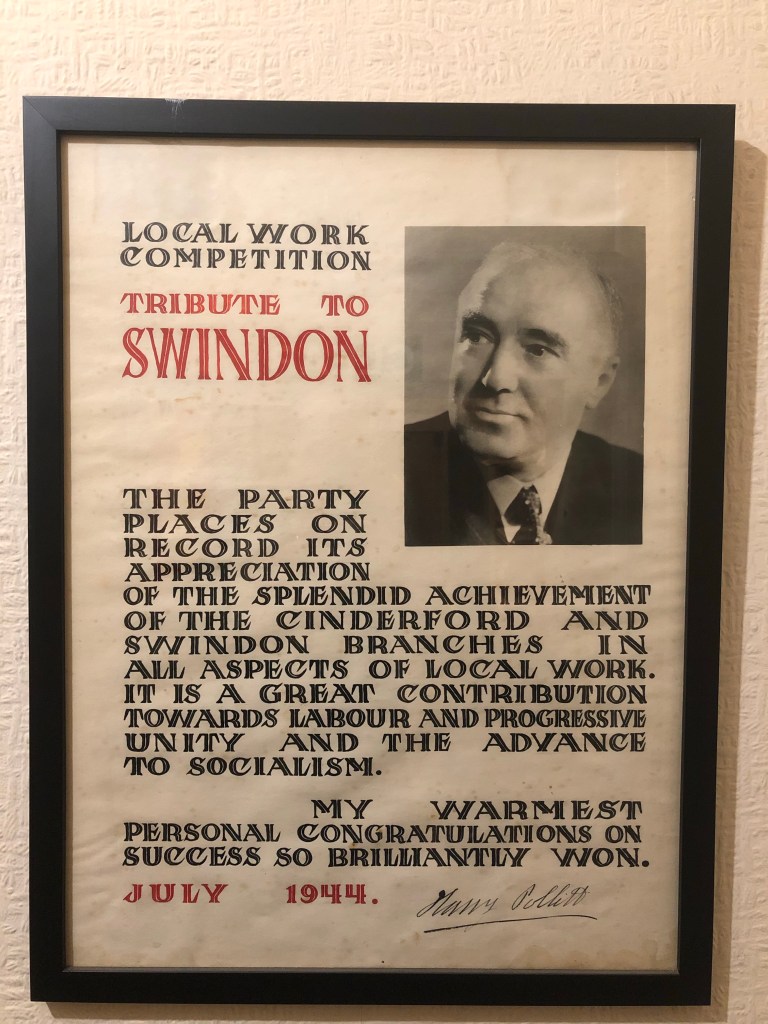 LOCAL WORK
COMPETITION
TRIBUTE TO
SWINDON
THE PARTY
PLACES ON
RECORD ITS
APPRECIATION
OF THE SPLENDID ACHIEVEMENT
OF THE CINDERFORD AND
SWINDON BRANCHES IN
ALL ASPECTS OF LOCAL WORK.
IT IS A GREAT CONTRIBUTION
TOWARDS LABOUR AND PROGRESSIVE
UNITY AND THE ADVANCE
TO SOCIALISM.
MY WARMEST
PERSONAL CONGRATULATIONS ON
SUCCESS SO BRILLIANTLY WON.
JULY 1944. Harry Pollitt